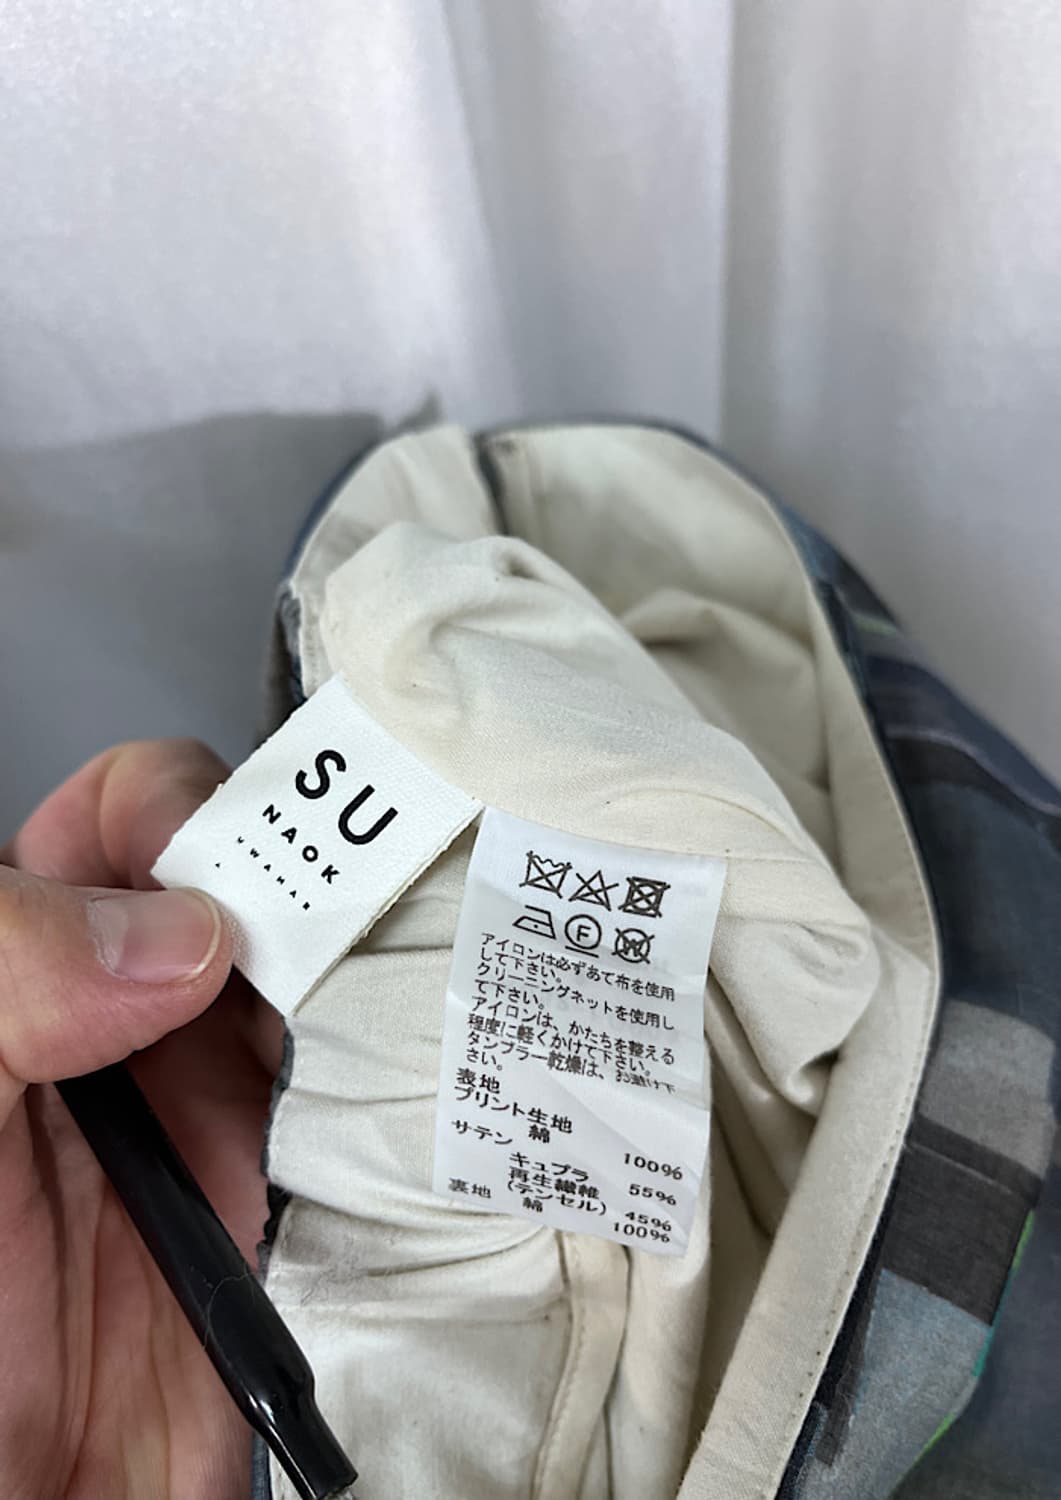 SU
NAOK
I
KWAHAR
A
F
W
アイロンは必ずあて布を使用
して下さい。
クリーニングネットを使用し
て下さい。
アイロンは、かたちを整える
程度に軽くかけて下さい。
タンブラー乾燥は、お避け下
さい。
表地
プリント生地
綿 100%
サテン
キュプラ 55%
再生繊維
(テンセル) 45%
裏地 綿 100%